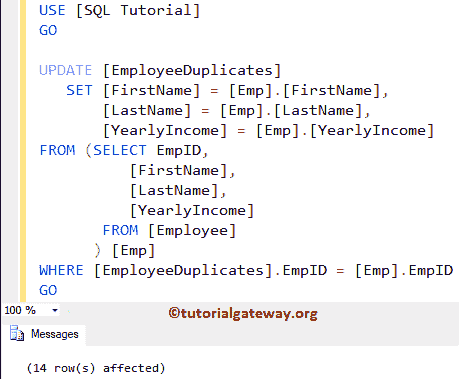 USE [SQL Tutorial]
GO
UPDATE [EmployeeDuplicates]
SET [FirstName] = [Emp].[FirstName],
[LastName] = [Emp].[LastName],
[YearlyIncome] = [Emp].[YearlyIncome]
FROM (SELECT EmpID,
[FirstName],
[LastName],
[YearlyIncome]
FROM [Employee]
) [Emp]
WHERE [EmployeeDuplicates].EmpID = [Emp].EmpID
GO
100 %
©tutorialgateway.org
Messages
(14 row(s) affected)